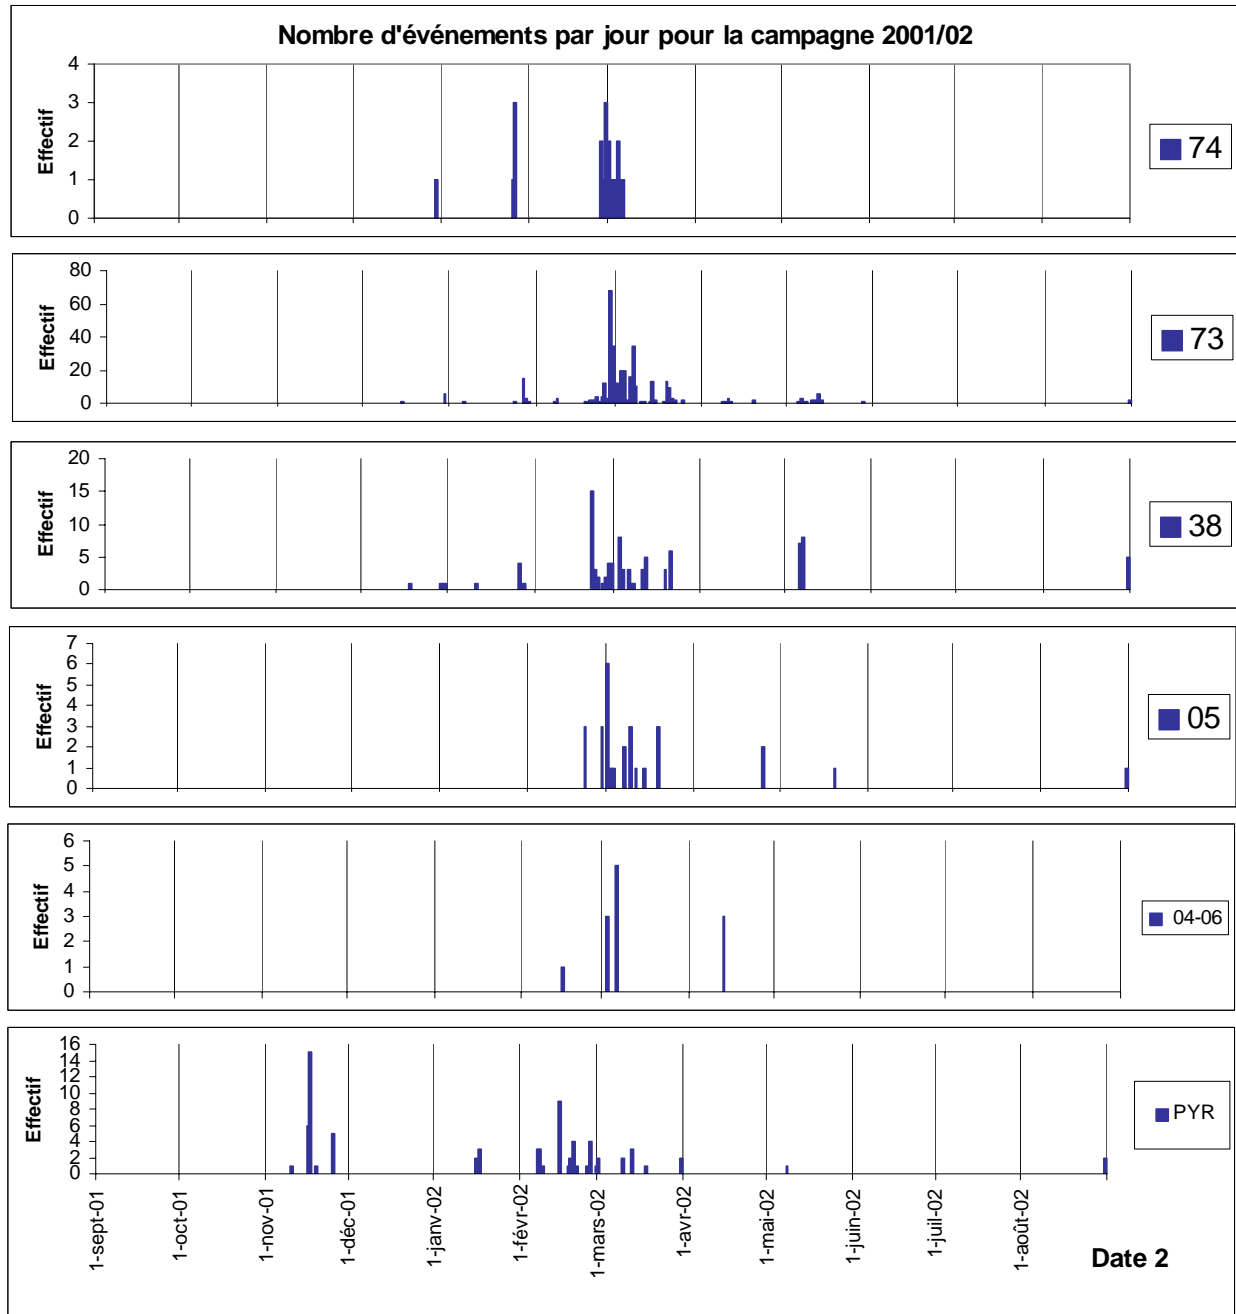 Nombre d'événements par jour pour la campagne 2001/02
4
3
2
1
0
Effectif
74
80
60
40
20
0
Effectif
73
20
15
10
5
0
Effectif
38
7
6
5
4
3
2
1
0
Effectif
05
6
5
4
3
2
1
0
Effectif
04-06
16
14
12
10
8
6
4
2
0
Effectif
PYR
1-sept-01
1-oct-01
1-nov-01
1-déc-01
1-janv-02
1-févr-02
1-mars-02
1-avr-02
1-mai-02
1-juin-02
1-juil-02
1-août-02
Date 2